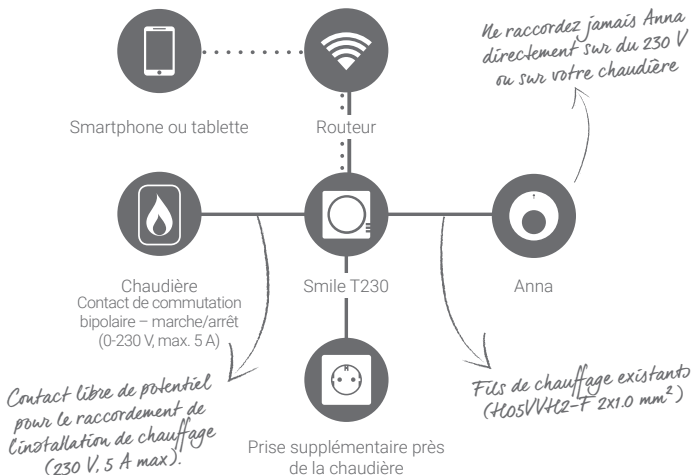 Ne raccordez jamais Anna
directement sur du 230 V
ou sur votre chaudière
Smartphone ou tablette
Routeur
Chaudière
Contact de commutation
bipolaire – marche/arrêt
(0-230 V, max. 5 A)
Smile T230
Anna
Contact libre de potentiel
pour le raccordement de
l'installation de chauffage
(230 V, 5 A max).
Fils de chauffage existants
(H05VVH2-F 2x1.0 mm²)
Prise supplémentaire près
de la chaudière